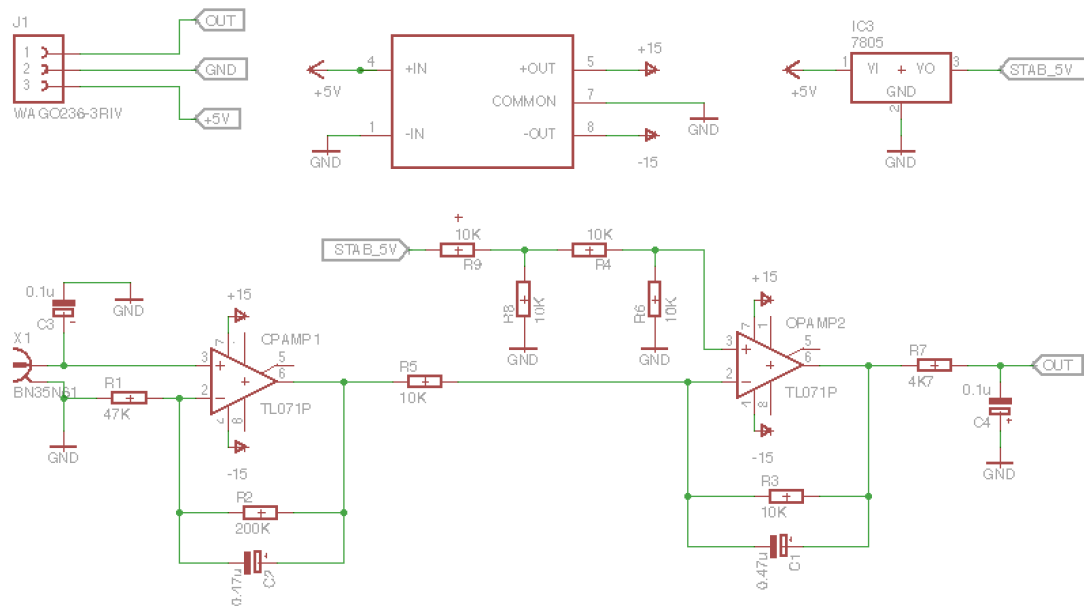 J1
1
2
3
WAGO236-3RIV
OUT
GND
+5V
+5V
4
+IN
1
-IN
GND
+OUT
5
+15
COMMON
7
GND
-OUT
8
-15
IC3
7805
+5V
1
VI
VO
3
GND
2
GND
STAB_5V
0.1u
C3
GND
X1
BN35N61
GND
R1
47K
+15
OPAMP1
7
1
5
3
6
2
4
8
TL071P
-15
R2
200K
0.47u
C2
STAB_5V
10K
R9
R8
10K
GND
10K
R4
R6
10K
GND
R5
10K
+15
OPAMP2
7
1
5
3
6
2
4
8
TL071P
-15
R3
10K
0.47u
C1
R7
4K7
0.1u
C4
GND
OUT